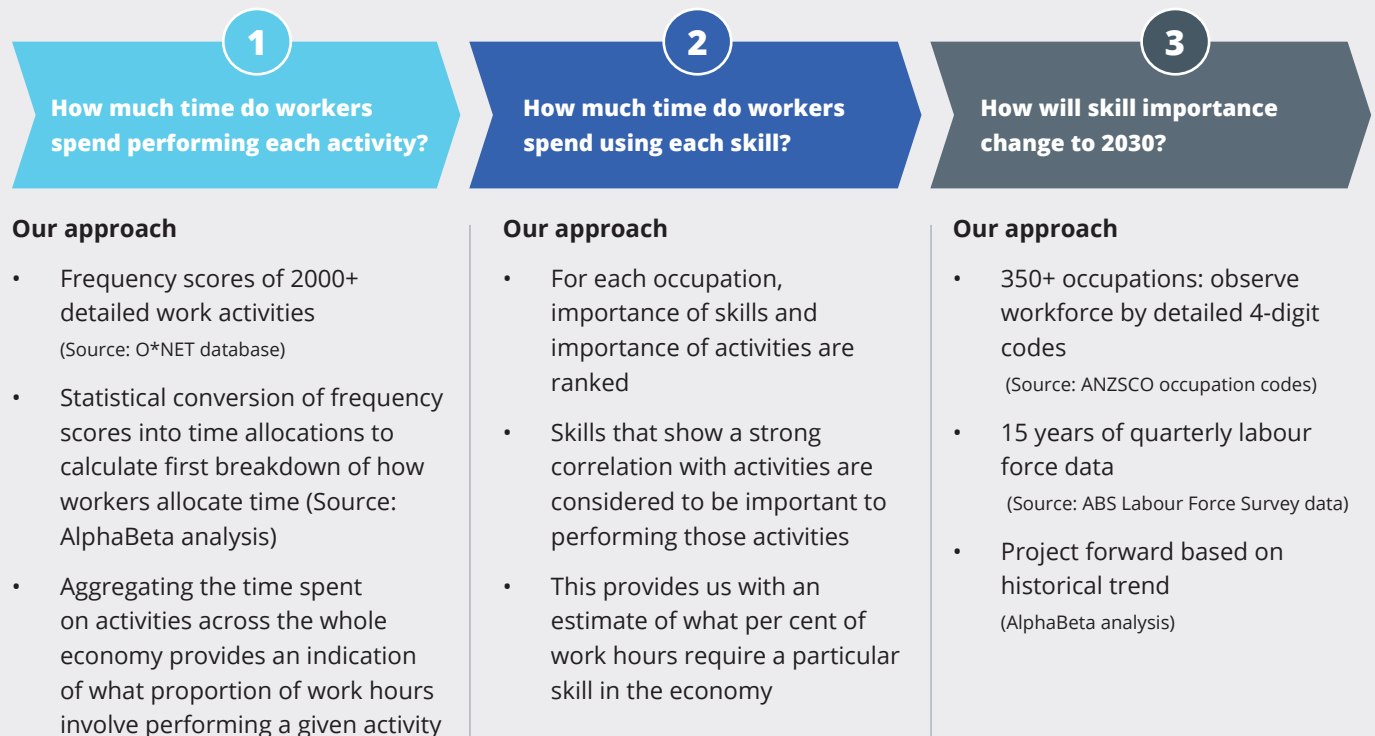 1
How much time do workers
spend performing each activity?
Our approach
• Frequency scores of 2000+
detailed work activities
(Source: O*NET database)
• Statistical conversion of frequency
scores into time allocations to
calculate first breakdown of how
workers allocate time (Source:
AlphaBeta analysis)
• Aggregating the time spent
on activities across the whole
economy provides an indication
of what proportion of work hours
involve performing a given activity
2
How much time do workers
spend using each skill?
Our approach
• For each occupation,
importance of skills and
importance of activities are
ranked
• Skills that show a strong
correlation with activities are
considered to be important to
performing those activities
• This provides us with an
estimate of what per cent of
work hours require a particular
skill in the economy
3
How will skill importance
change to 2030?
Our approach
• 350+ occupations: observe
workforce by detailed 4-digit
codes
(Source: ANZSCO occupation codes)
• 15 years of quarterly labour
force data
(Source: ABS Labour Force Survey data)
• Project forward based on
historical trend
(AlphaBeta analysis)